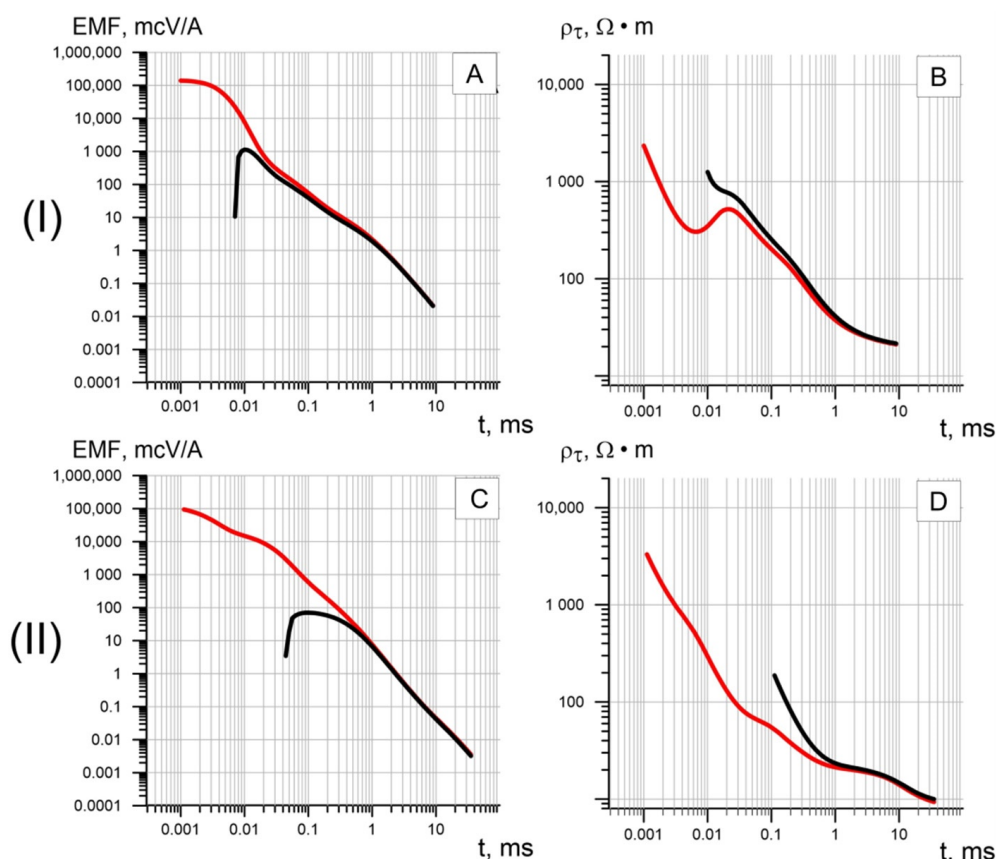 EMF, mcV/A
1,000,000
100,000
10,000
1 000
100
10
1
0.1
0.01
0.001
0.0001
0.001 0.01 0.1 1 10
t, ms
A
(I)
ρτ, Ω • m
10,000
1 000
100
0.001 0.01 0.1 1 10
t, ms
B
EMF, mcV/A
1,000,000
100,000
10,000
1 000
100
10
1
0.1
0.01
0.001
0.0001
0.001 0.01 0.1 1 10
t, ms
C
(II)
ρτ, Ω • m
10,000
1 000
100
0.001 0.01 0.1 1 10
t, ms
D